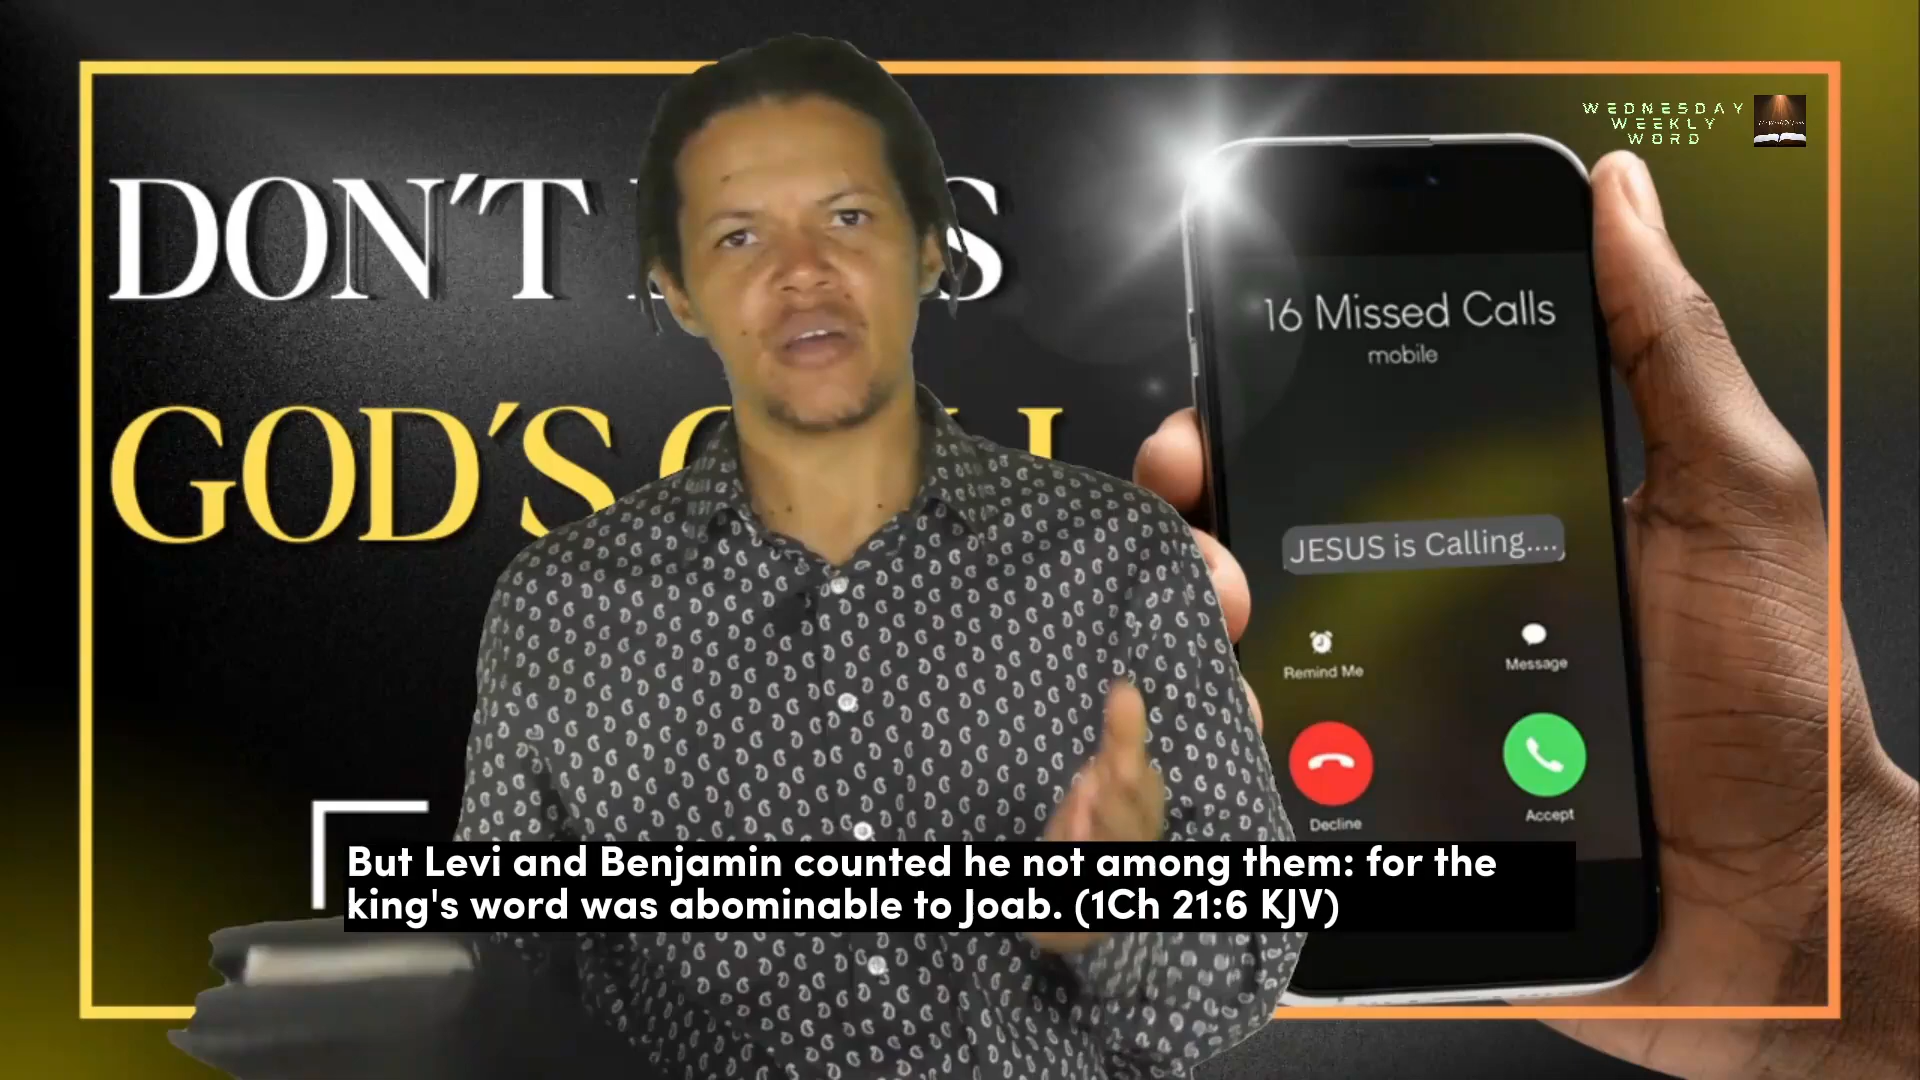 WEDNESDAY
WEEKLY
WORD
DON'T
S
GOD'S
16 Missed Calls
mobile
JESUS is Calling....
Remind Me
Message
Decline
Accept
But Levi and Benjamin counted he not among them: for the
king's word was abominable to Joab. (1Ch 21:6 KJV)